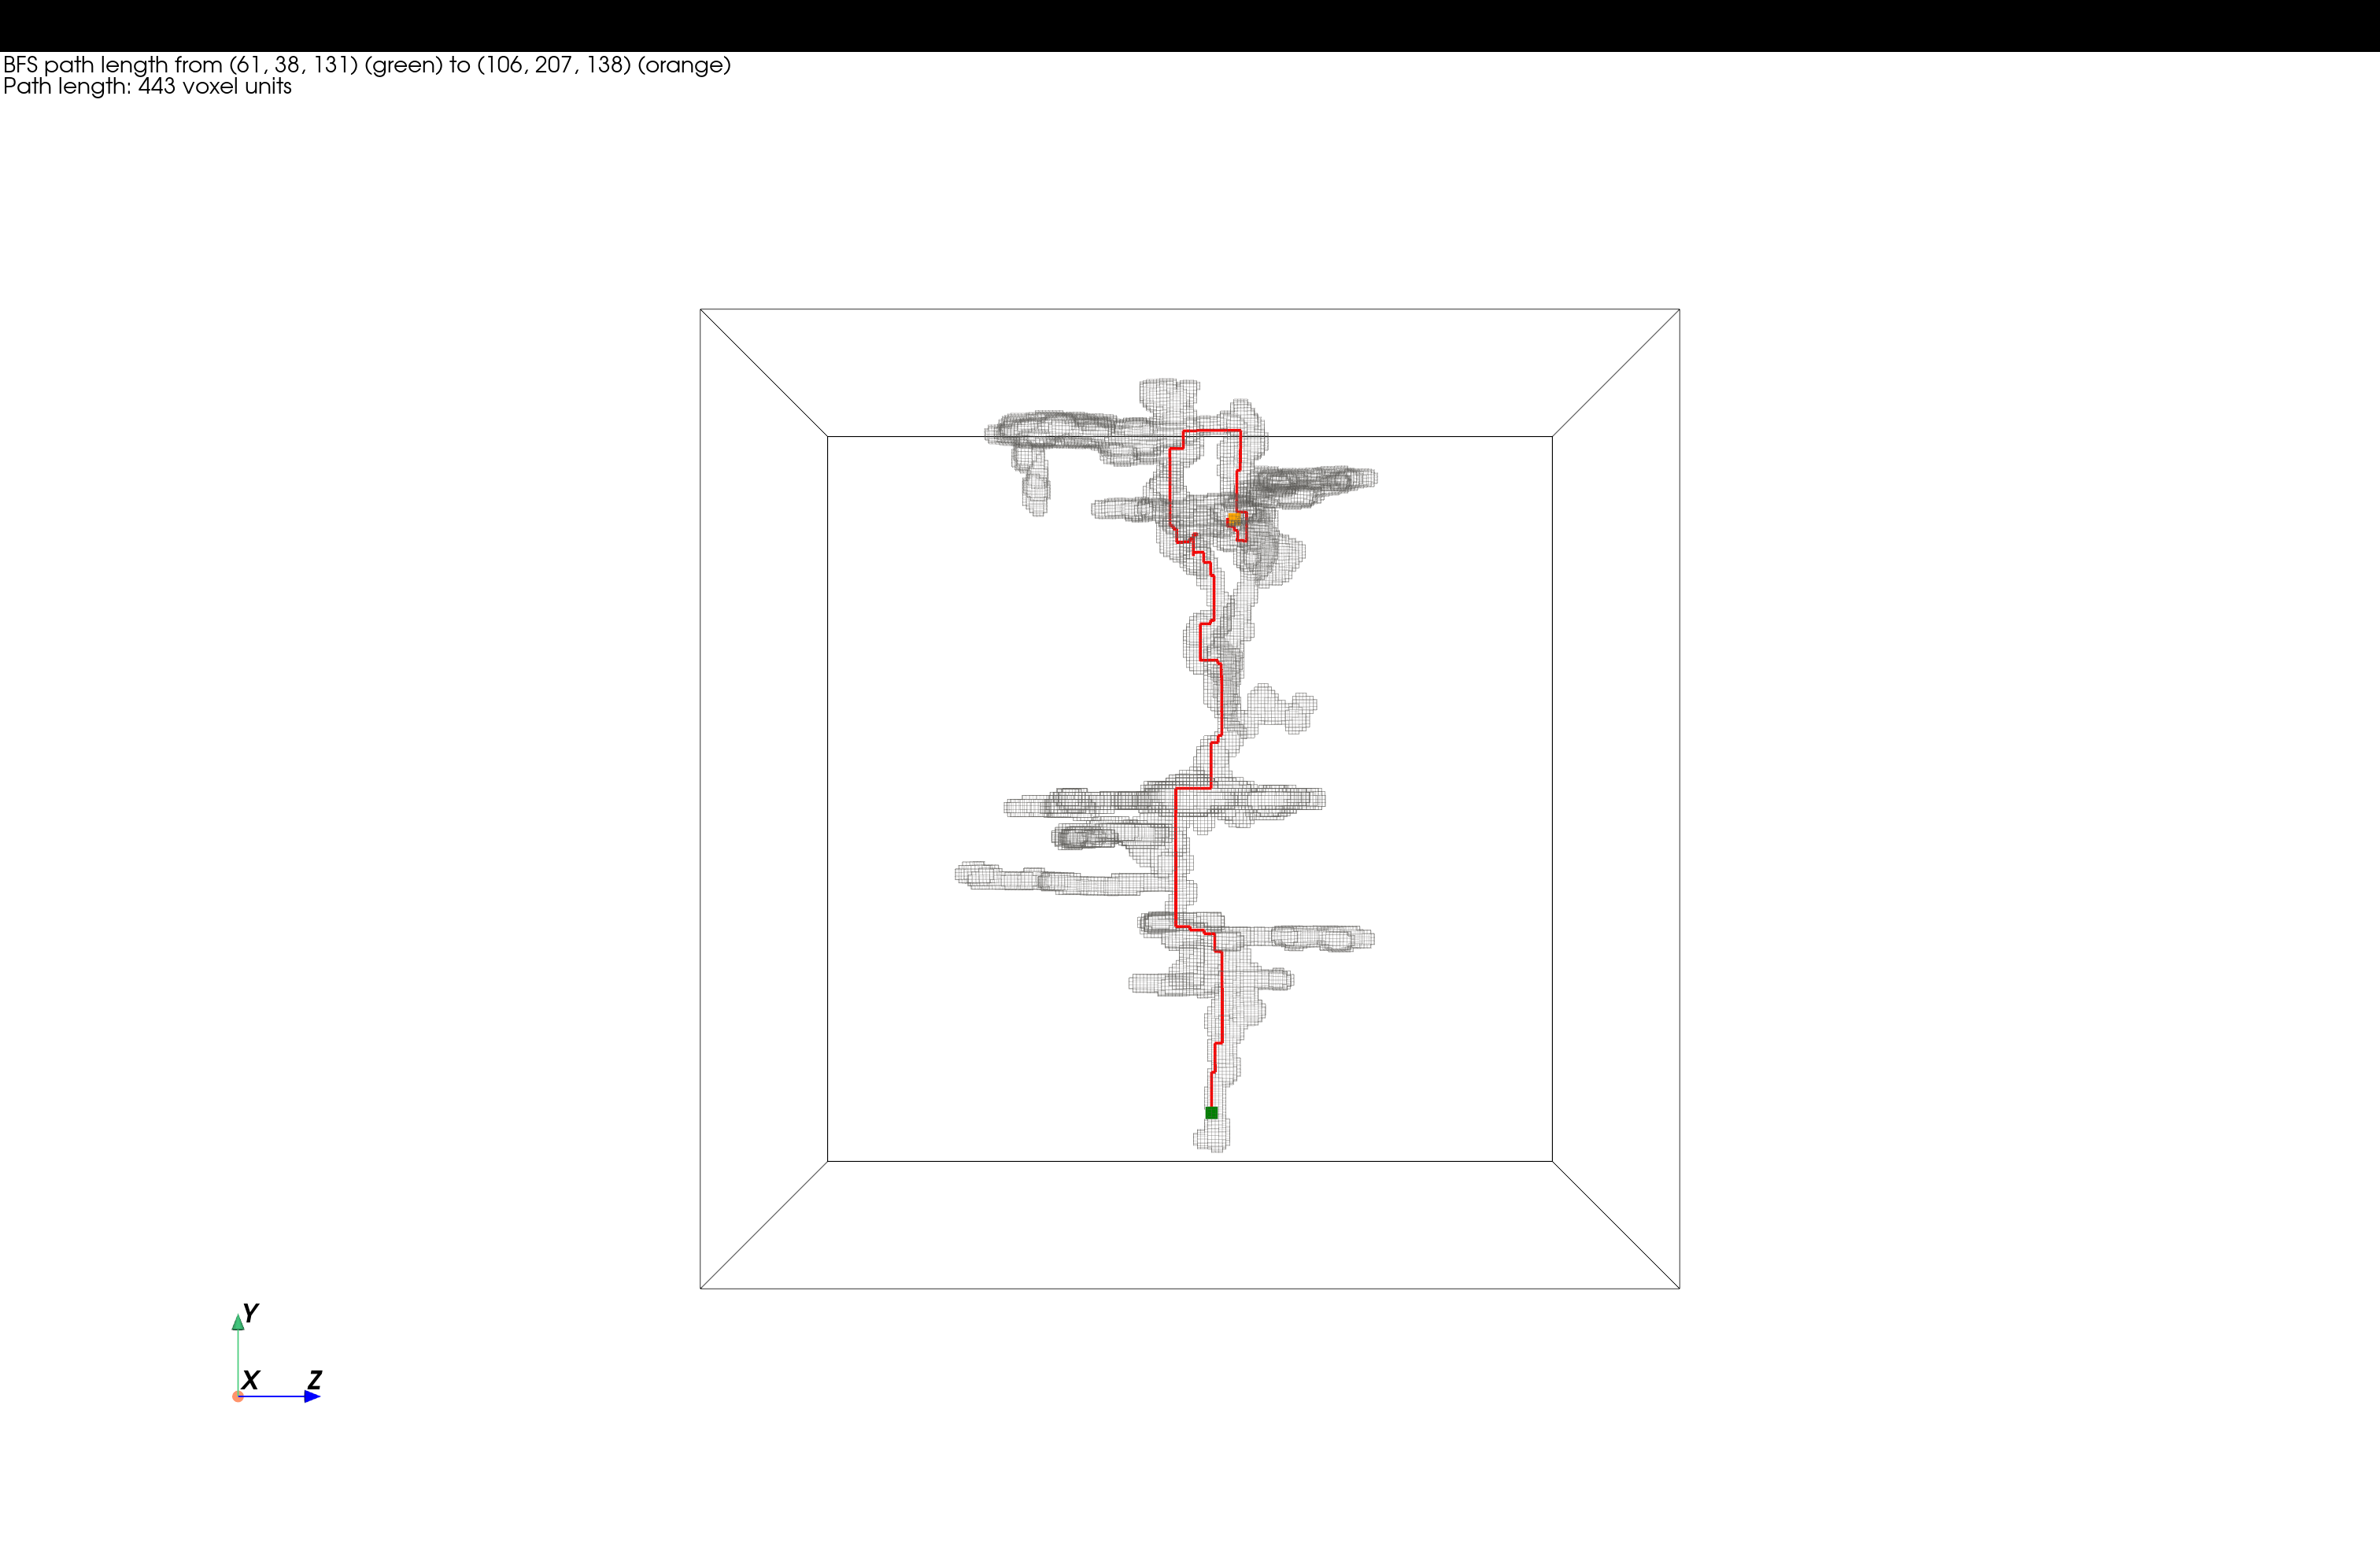 BFS path length from (61, 38, 131) (green) to (106, 207, 138) (orange)
Path length: 443 voxel units
Y
X Z